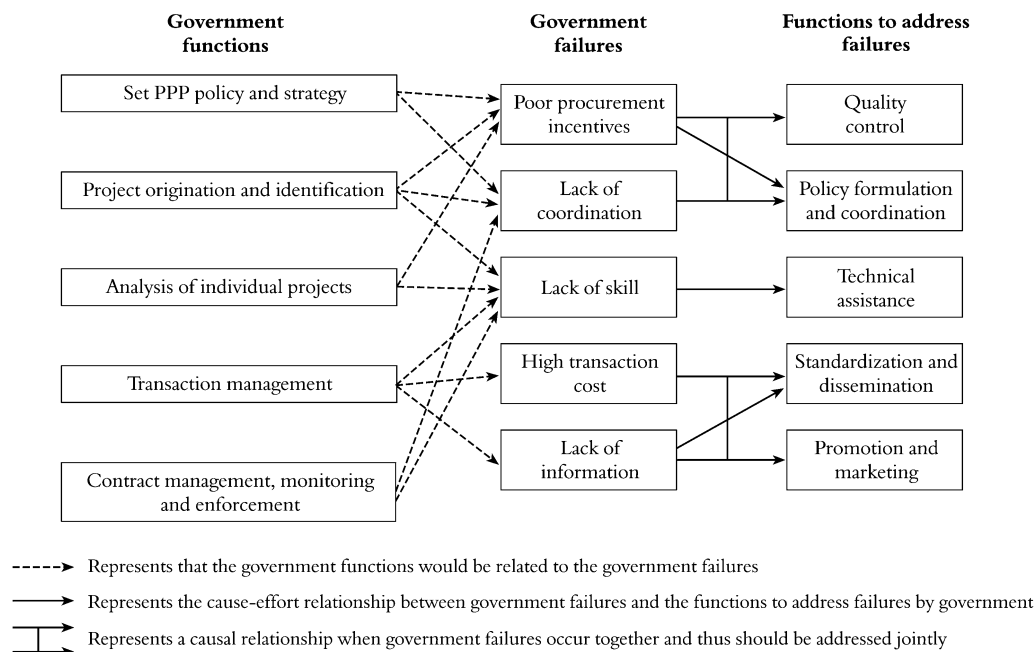 Government
functions
Government
failures
Functions to address
failures
Set PPP policy and strategy
Project origination and identification
Analysis of individual projects
Transaction management
Contract management, monitoring
and enforcement
Poor procurement
incentives
Lack of
coordination
Lack of skill
High transaction
cost
Lack of
information
Quality
control
Policy formulation
and coordination
Technical
assistance
Standardization and
dissemination
Promotion and
marketing
Represents that the government functions would be related to the government failures
Represents the cause-effort relationship between government failures and the functions to address failures by government
Represents a causal relationship when government failures occur together and thus should be addressed jointly